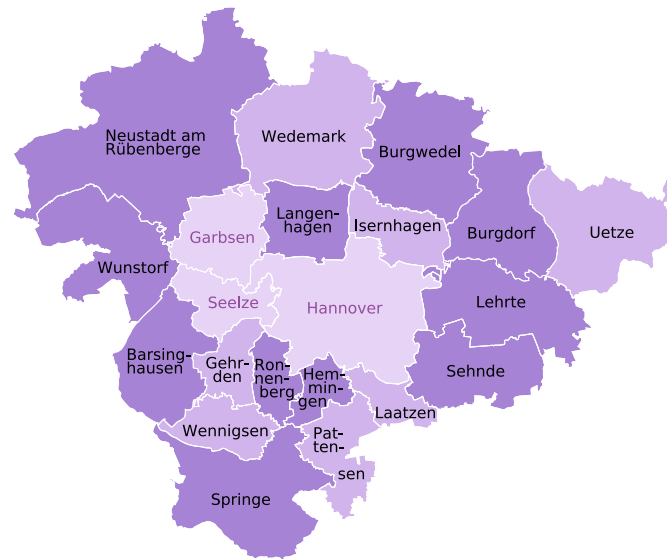 Neustadt am
Rübenberge
Wedemark
Burgwedel
Langen-
hagen
Isernhagen
Garbsen
Burgdorf
Uetze
Wunstorf
Seelze
Hannover
Lehrte
Barsing-
hausen
Gehr-
den
Ron-
nen-
berg
Hem-
min-
gen
Sehnde
Laatzen
Wennigsen
Pat-
ten-
sen
Springe